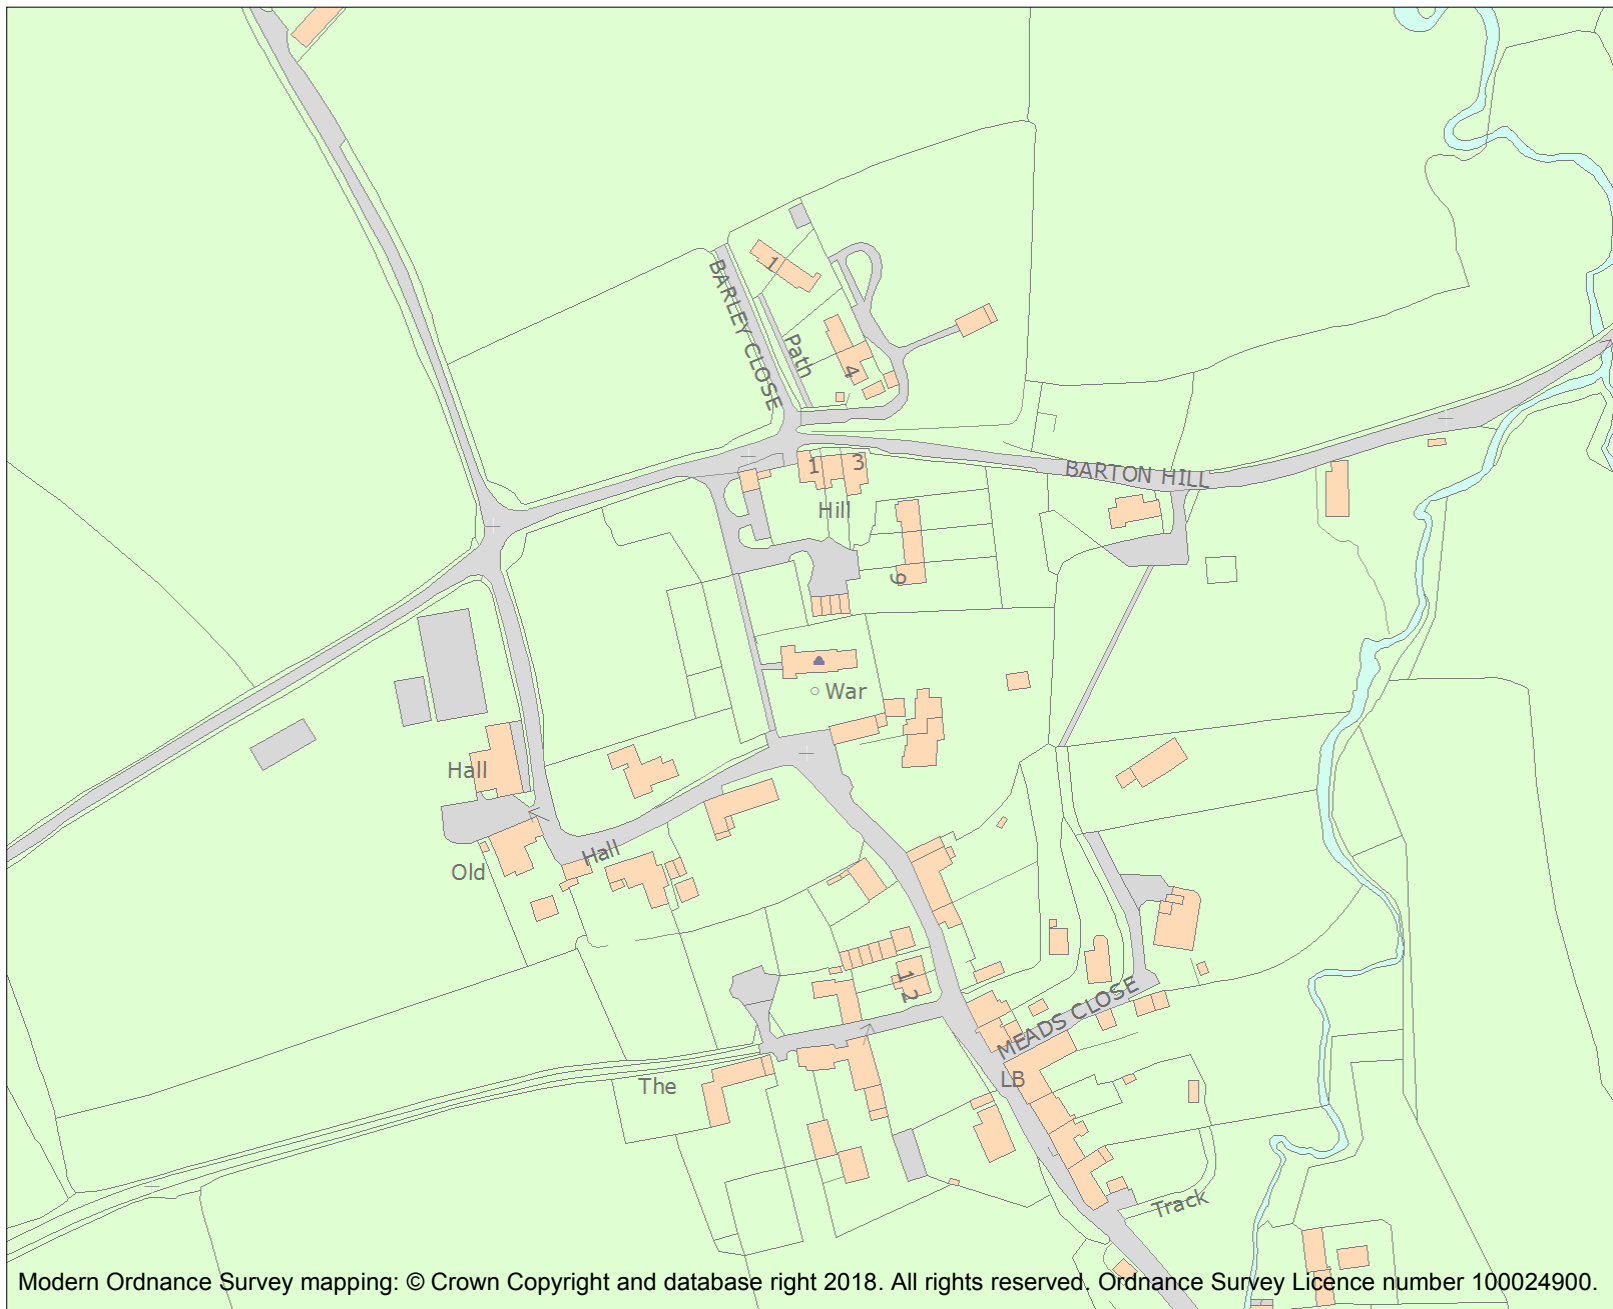 1
BARLEY CLOSE
Path
4
1
3
BARTON HILL
Hill
9
War
Hall
Hall
Old
1 2
MEADS CLOSE
LB
The
Track
Modern Ordnance Survey mapping: © Crown Copyright and database right 2018. All rights reserved. Ordnance Survey Licence number 100024900.